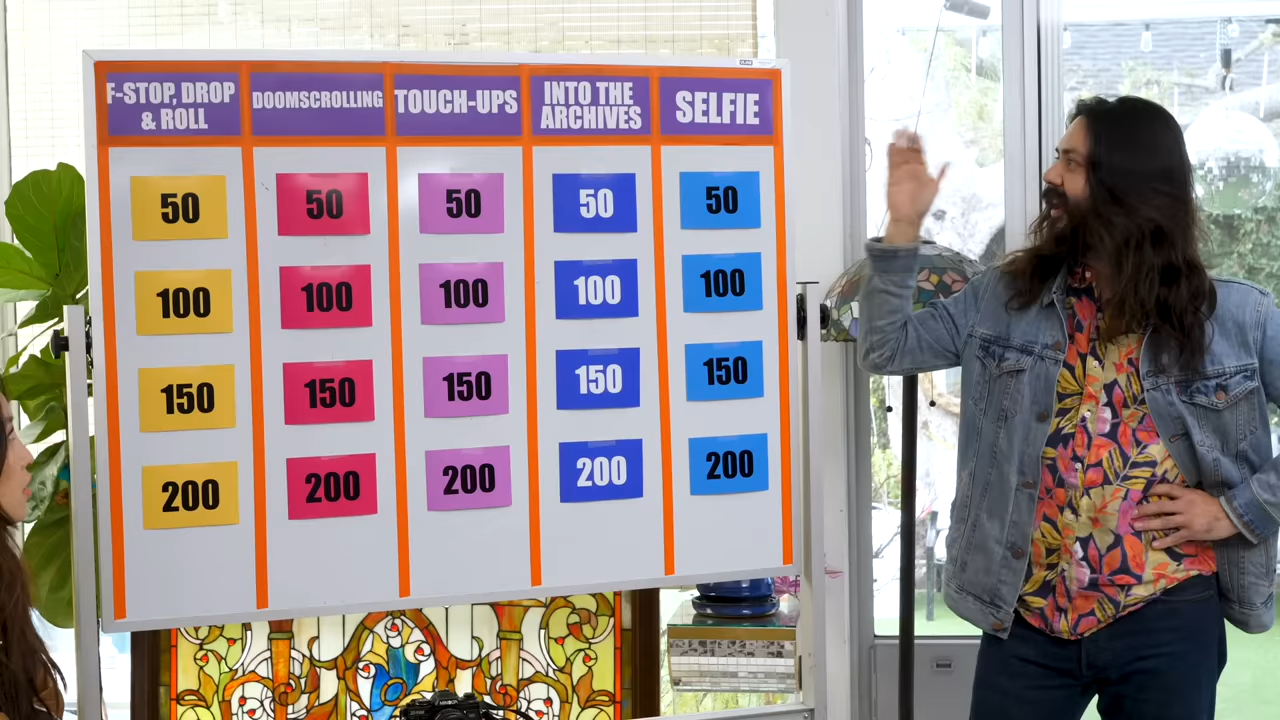 F-STOP, DROP
& ROLL
DOOMSCROLLING
TOUCH-UPS
INTO THE
ARCHIVES
SELFIE
50 50 50 50 50
100 100 100 100 100
150 150 150 150 150
200 200 200 200 200
MINOLTA